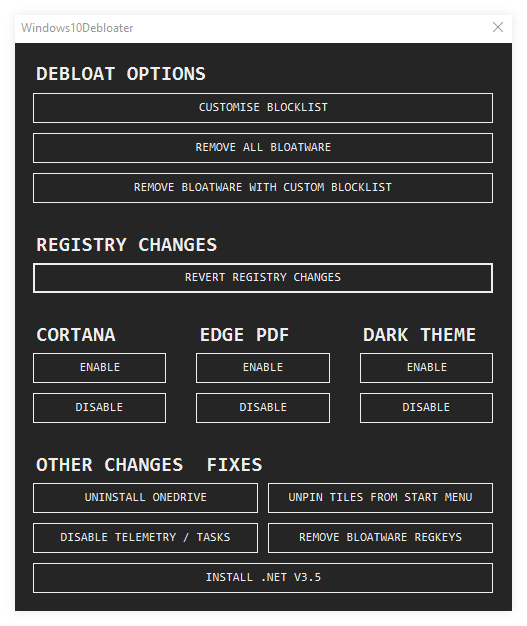 Windows10Debloater
DEBLOAT OPTIONS
CUSTOMISE BLOCKLIST
REMOVE ALL BLOATWARE
REMOVE BLOATWARE WITH CUSTOM BLOCKLIST
REGISTRY CHANGES
REVERT REGISTRY CHANGES
CORTANA EDGE PDF DARK THEME
ENABLE ENABLE ENABLE
DISABLE DISABLE DISABLE
OTHER CHANGES  FIXES
UNINSTALL ONEDRIVE UNPIN TILES FROM START MENU
DISABLE TELEMETRY / TASKS REMOVE BLOATWARE REGKEYS
INSTALL .NET V3.5